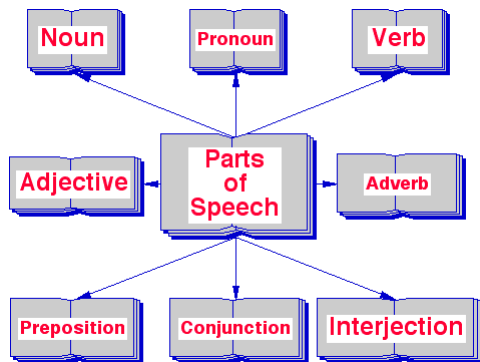 Noun
Pronoun
Verb
Adjective
Parts
of
Speech
Adverb
Preposition
Conjunction
Interjection